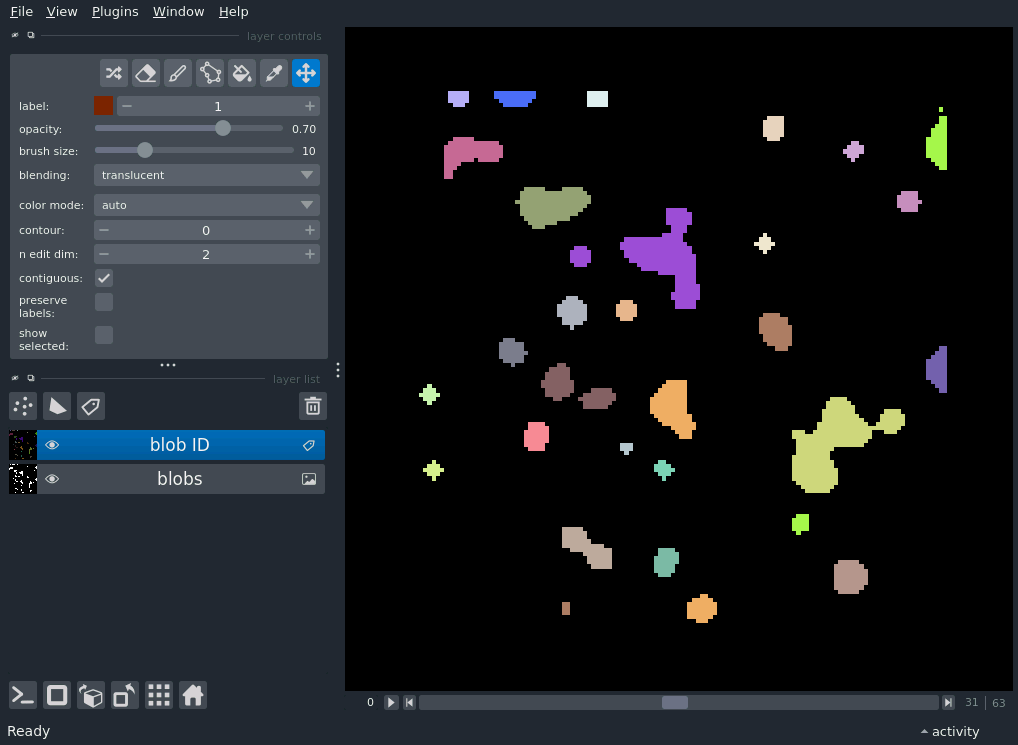 File View Plugins Window Help
layer controls
label: 1
opacity: 0.70
brush size: 10
blending: translucent
color mode: auto
contour: 0
n edit dim: 2
contiguous:
preserve
labels:
show
selected:
layer list
blob ID
blobs
0 31 | 63
Ready activity